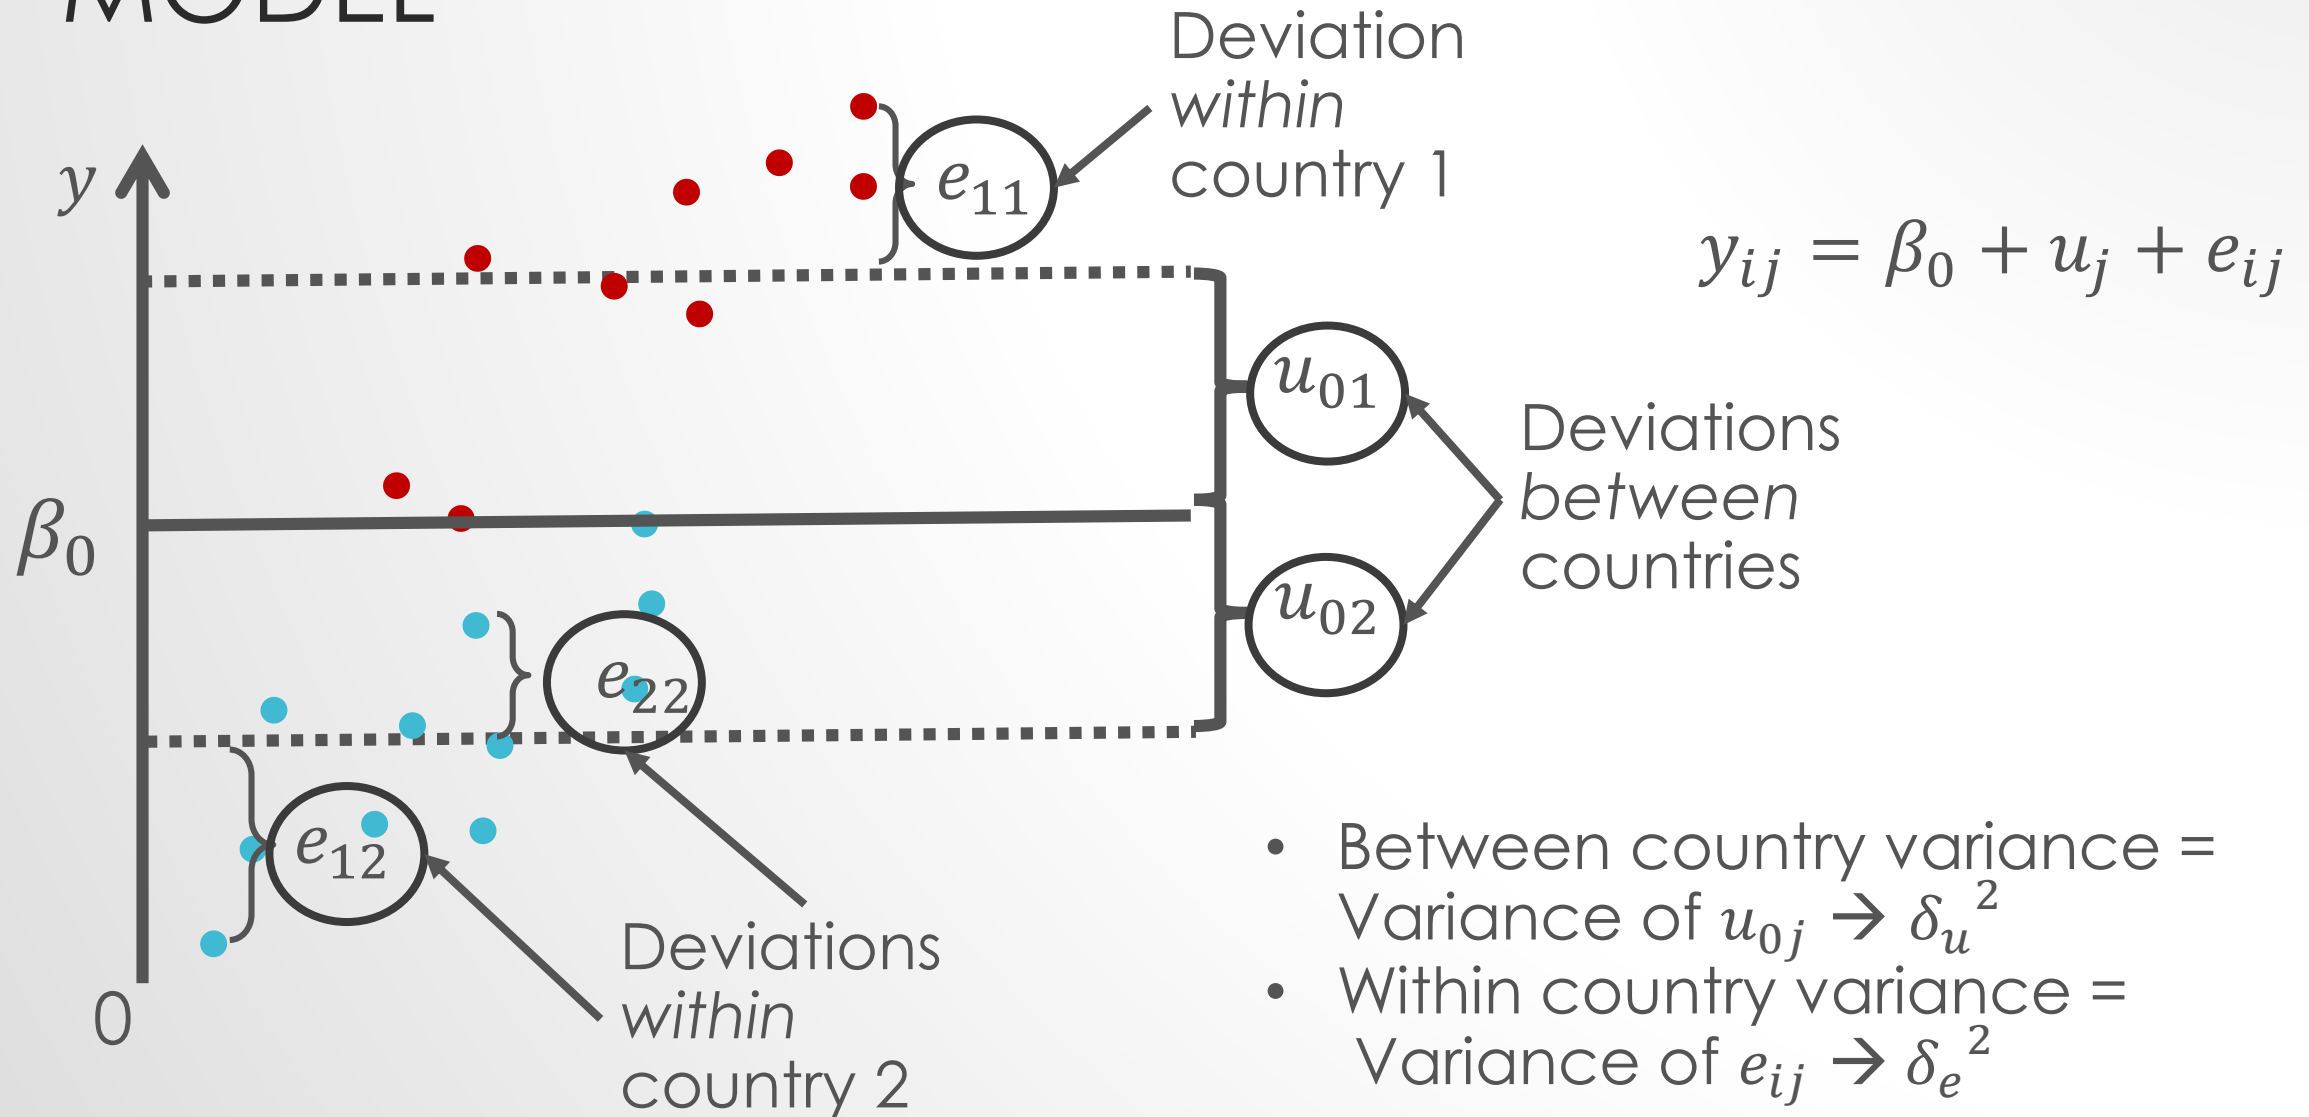 MODEL
Deviation
within
country 1
y
e₁₁
yᵢⱼ = β₀ + uⱼ + eᵢⱼ
u₀₁
Deviations
between
countries
β₀
u₀₂
e₂₂
e₁₂
• Between country variance =
Variance of u₀ⱼ → δᵤ²
• Within country variance =
Variance of eᵢⱼ → δₑ²
Deviations
within
country 2
0